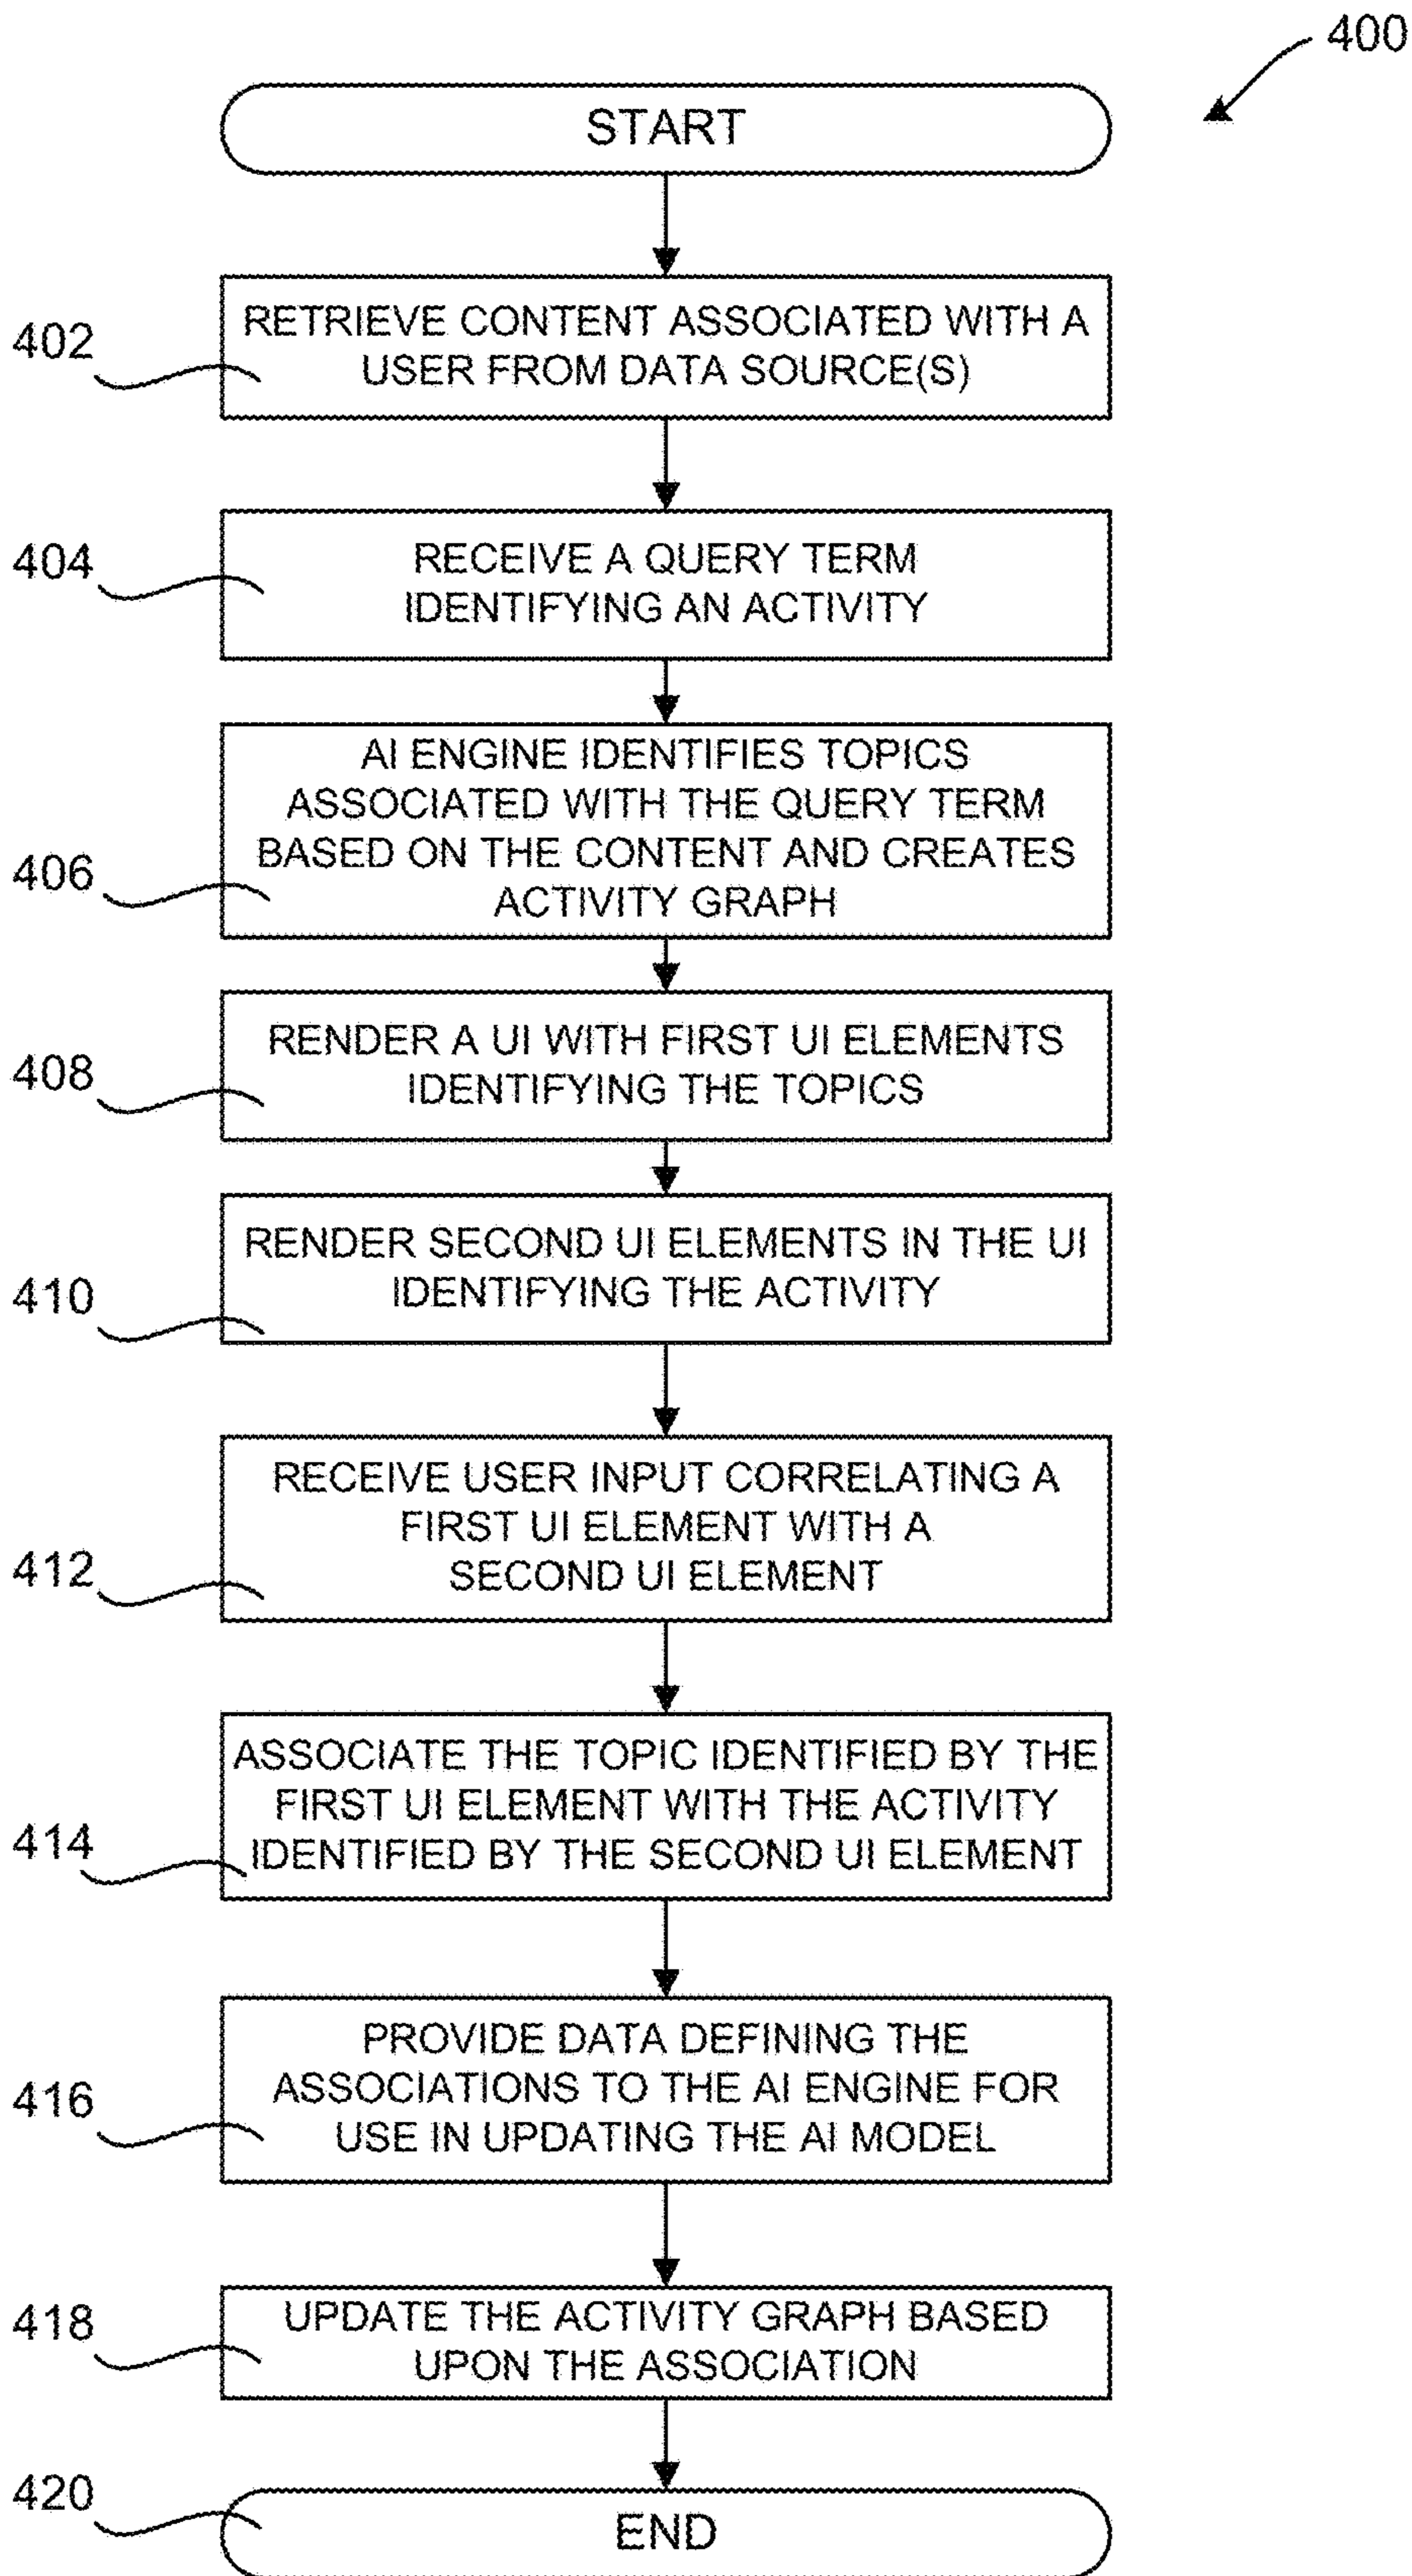 400
START
402
RETRIEVE CONTENT ASSOCIATED WITH A
USER FROM DATA SOURCE(S)
404
RECEIVE A QUERY TERM
IDENTIFYING AN ACTIVITY
406
AI ENGINE IDENTIFIES TOPICS
ASSOCIATED WITH THE QUERY TERM
BASED ON THE CONTENT AND CREATES
ACTIVITY GRAPH
408
RENDER A UI WITH FIRST UI ELEMENTS
IDENTIFYING THE TOPICS
410
RENDER SECOND UI ELEMENTS IN THE UI
IDENTIFYING THE ACTIVITY
412
RECEIVE USER INPUT CORRELATING A
FIRST UI ELEMENT WITH A
SECOND UI ELEMENT
414
ASSOCIATE THE TOPIC IDENTIFIED BY THE
FIRST UI ELEMENT WITH THE ACTIVITY
IDENTIFIED BY THE SECOND UI ELEMENT
416
PROVIDE DATA DEFINING THE
ASSOCIATIONS TO THE AI ENGINE FOR
USE IN UPDATING THE AI MODEL
418
UPDATE THE ACTIVITY GRAPH BASED
UPON THE ASSOCIATION
420
END